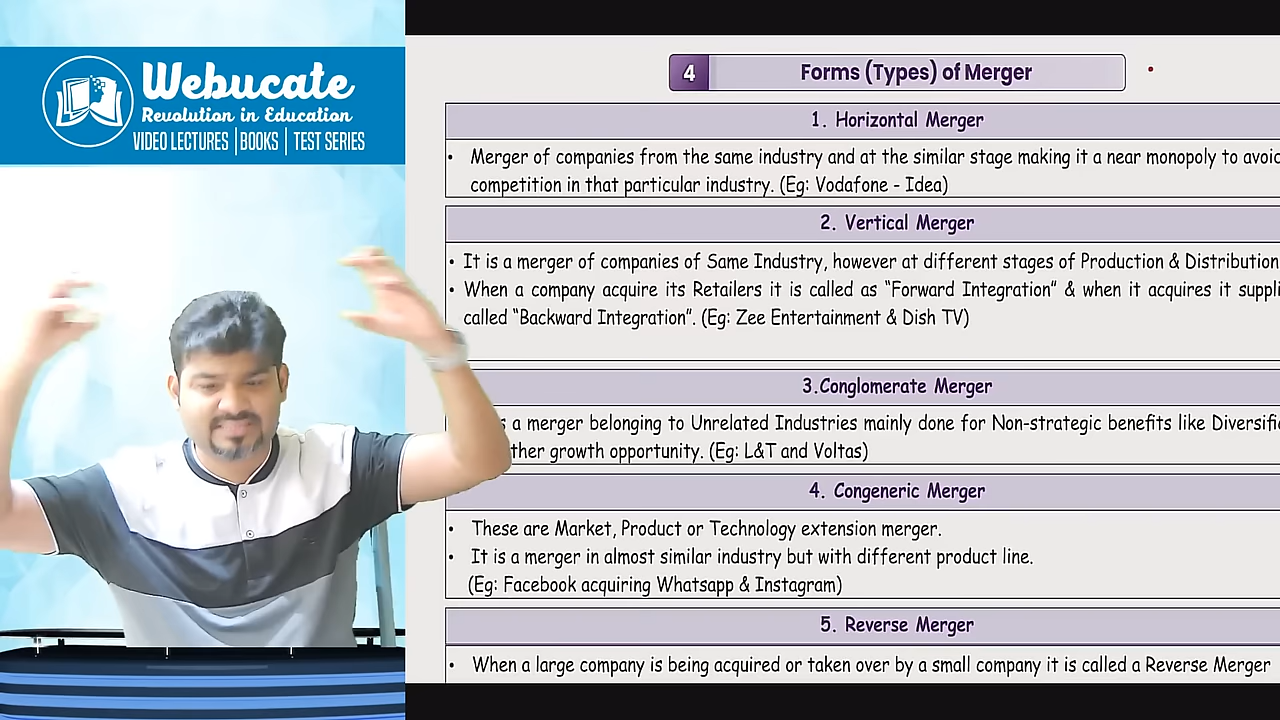 Webucate
Revolution in Education
VIDEO LECTURES | BOOKS | TEST SERIES
4 Forms (Types) of Merger
1. Horizontal Merger
• Merger of companies from the same industry and at the similar stage making it a near monopoly to avoid
competition in that particular industry. (Eg: Vodafone - Idea)
2. Vertical Merger
• It is a merger of companies of Same Industry, however at different stages of Production & Distribution
• When a company acquire its Retailers it is called as “Forward Integration” & when it acquires it suppli
called “Backward Integration”. (Eg: Zee Entertainment & Dish TV)
3.Conglomerate Merger
a merger belonging to Unrelated Industries mainly done for Non-strategic benefits like Diversific
ther growth opportunity. (Eg: L&T and Voltas)
4. Congeneric Merger
• These are Market, Product or Technology extension merger.
• It is a merger in almost similar industry but with different product line.
(Eg: Facebook acquiring Whatsapp & Instagram)
5. Reverse Merger
• When a large company is being acquired or taken over by a small company it is called a Reverse Merger